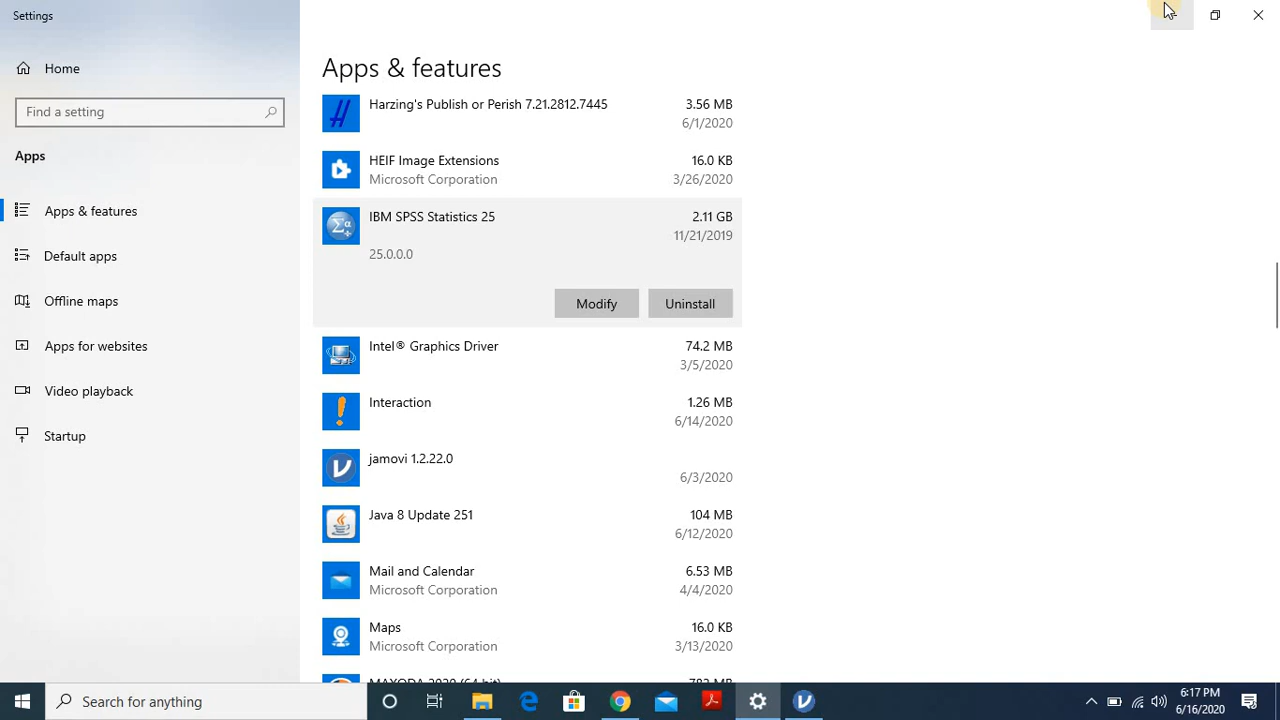 Settings
Home
Find a setting
Apps
Apps & features
Default apps
Offline maps
Apps for websites
Video playback
Startup
Apps & features
Harzing's Publish or Perish 7.21.2812.7445 3.56 MB
6/1/2020
HEIF Image Extensions 16.0 KB
Microsoft Corporation 3/26/2020
IBM SPSS Statistics 25 2.11 GB
11/21/2019
25.0.0.0
Modify Uninstall
Intel® Graphics Driver 74.2 MB
3/5/2020
Interaction 1.26 MB
6/14/2020
jamovi 1.2.22.0
6/3/2020
Java 8 Update 251 104 MB
6/12/2020
Mail and Calendar 6.53 MB
Microsoft Corporation 4/4/2020
Maps 16.0 KB
Microsoft Corporation 3/13/2020
Search for anything
6:17 PM
6/16/2020